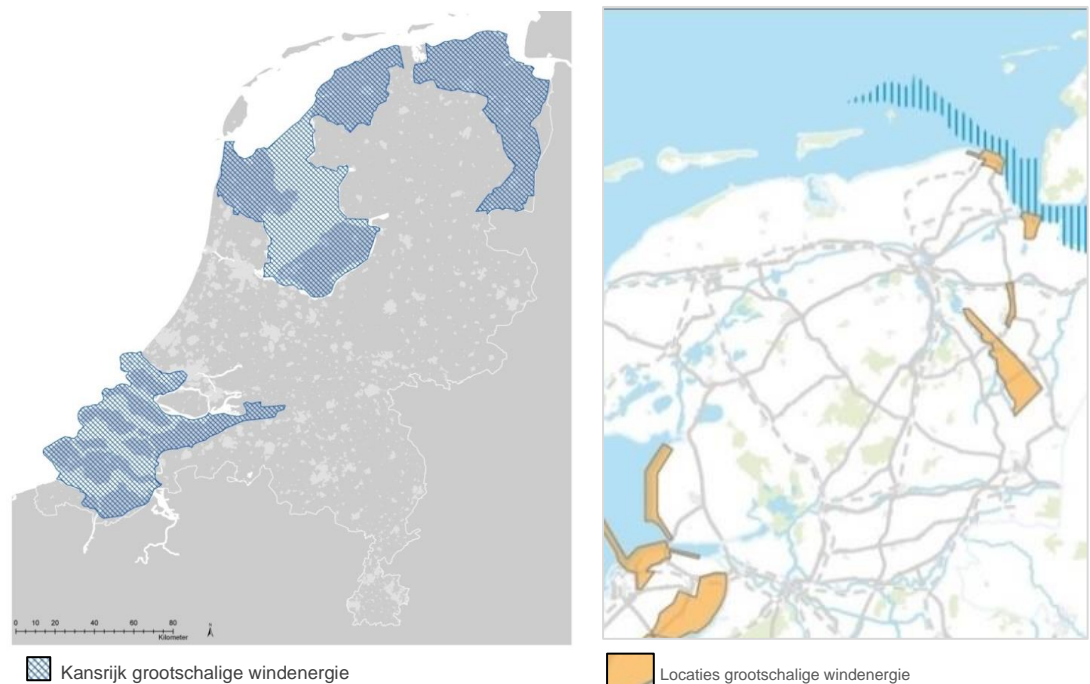 0 10 20 40 60 80
Kilometer
N
Kansrijk grootschalige windenergie
Locaties grootschalige windenergie